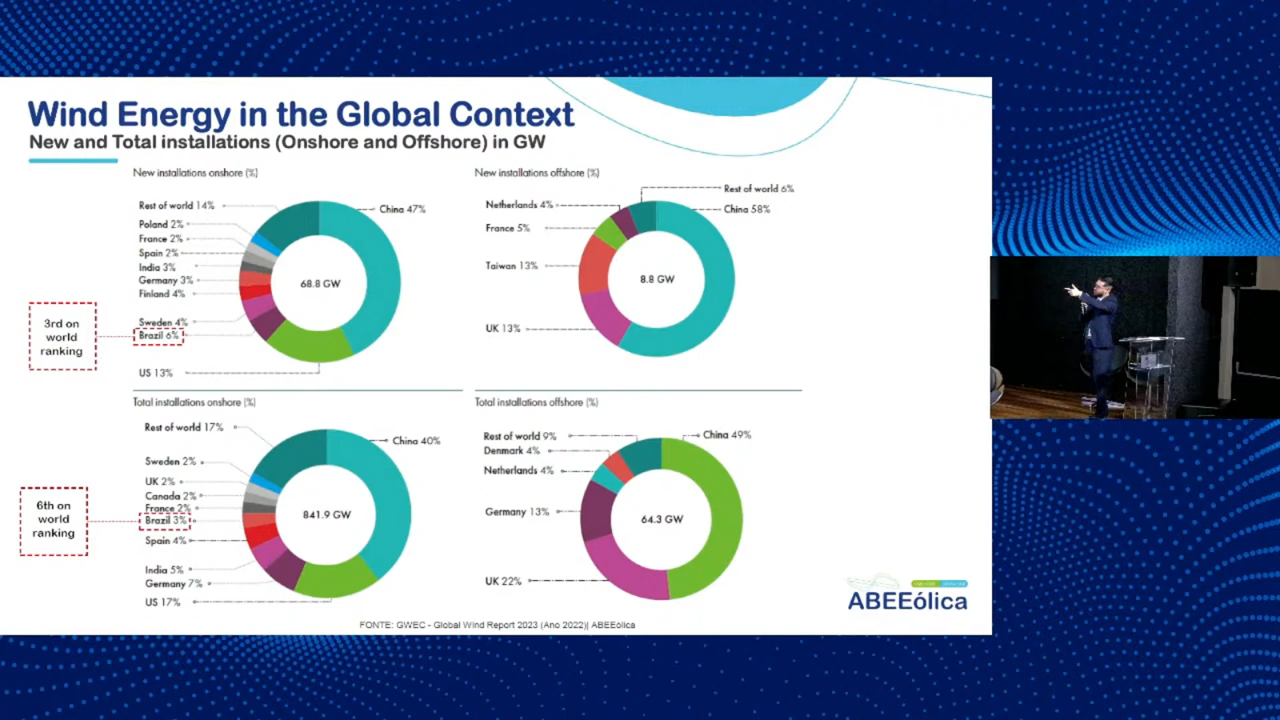 Wind Energy in the Global Context
New and Total installations (Onshore and Offshore) in GW
New installations onshore (%)
Rest of world 14%
Poland 2%
France 2%
Spain 2%
India 3%
Germany 3%
Finland 4%
Sweden 4%
Brazil 6%
US 13%
China 47%
68.8 GW
3rd on
world
ranking
New installations offshore (%)
Rest of world 6%
China 58%
Netherlands 4%
France 5%
Taiwan 13%
UK 13%
8.8 GW
Total installations onshore (%)
Rest of world 17%
Sweden 2%
UK 2%
Canada 2%
France 2%
Brazil 3%
Spain 4%
India 5%
Germany 7%
US 17%
China 40%
841.9 GW
6th on
world
ranking
Total installations offshore (%)
Rest of world 9%
Denmark 4%
Netherlands 4%
Germany 13%
UK 22%
China 49%
64.3 GW
ABEEólica
FONTE: GWEC - Global Wind Report 2023 (Ano 2022)| ABEEolica